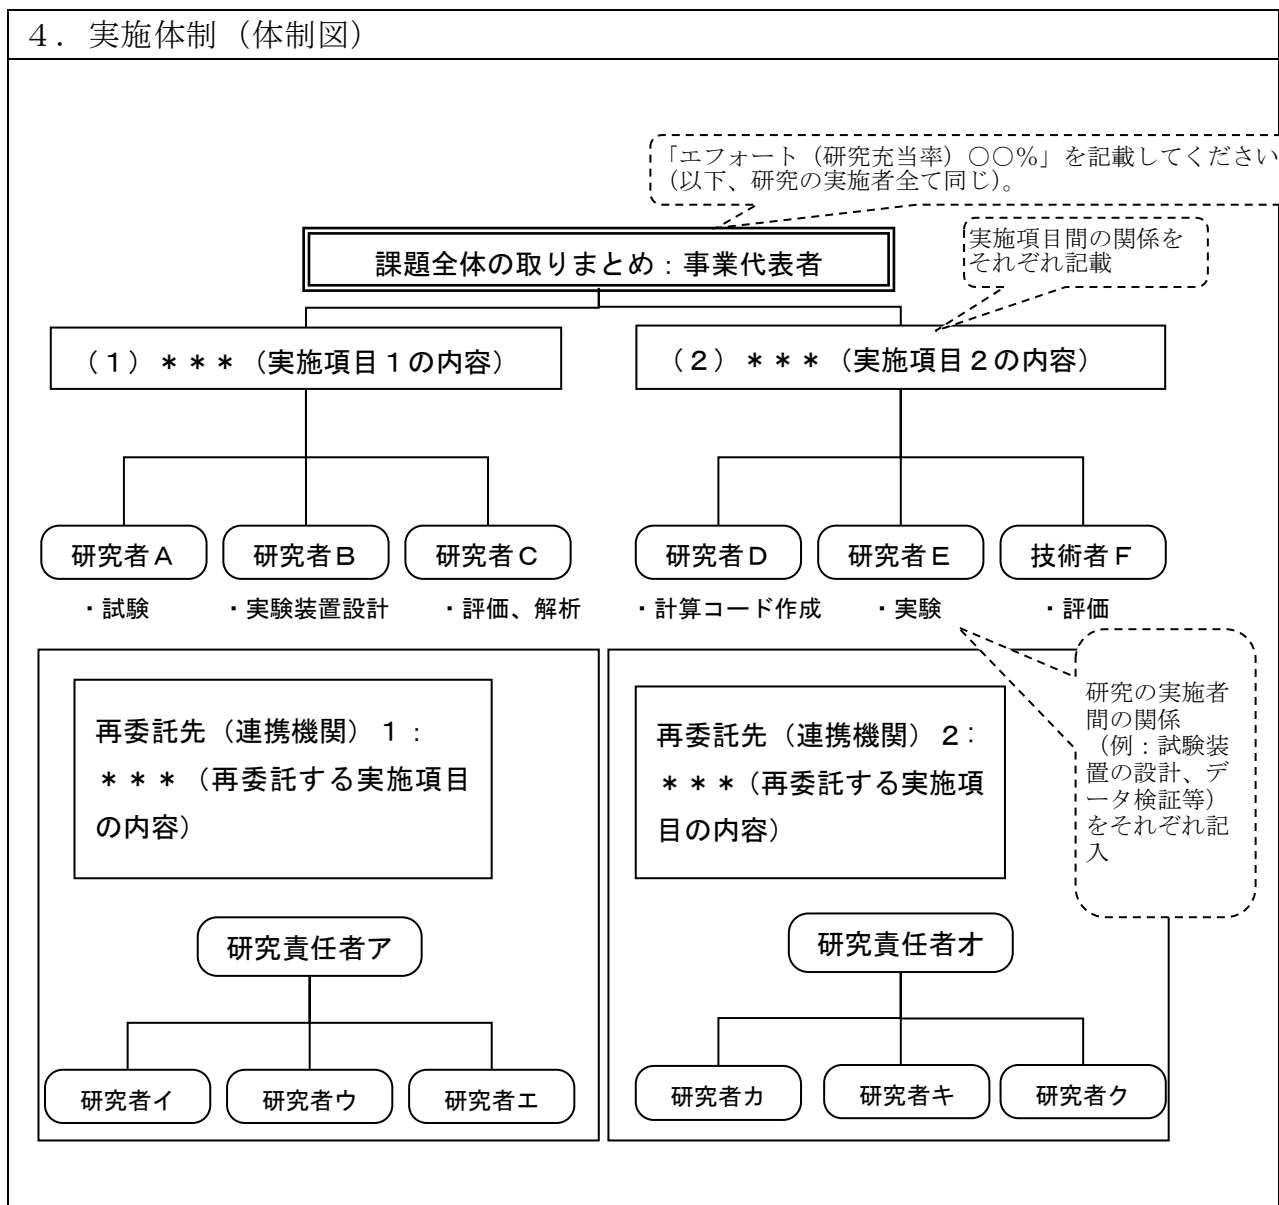 ４．実施体制（体制図）
「エフォート（研究充当率）○○％」を記載してください
（以下、研究の実施者全て同じ）。
課題全体の取りまとめ：事業代表者
実施項目間の関係を
それぞれ記載
（１）＊＊＊（実施項目１の内容）
（２）＊＊＊（実施項目２の内容）
研究者Ａ
研究者Ｂ
研究者Ｃ
研究者Ｄ
研究者Ｅ
技術者Ｆ
・試験
・実験装置設計
・評価、解析
・計算コード作成
・実験
・評価
研究の実施者
間の関係
（例：試験装
置の設計、デ
ータ検証等）
をそれぞれ記
入
再委託先（連携機関）１：
＊＊＊（再委託する実施項目
の内容）
再委託先（連携機関）２：
＊＊＊（再委託する実施項
目の内容）
研究責任者ア
研究責任者オ
研究者イ
研究者ウ
研究者エ
研究者カ
研究者キ
研究者ク